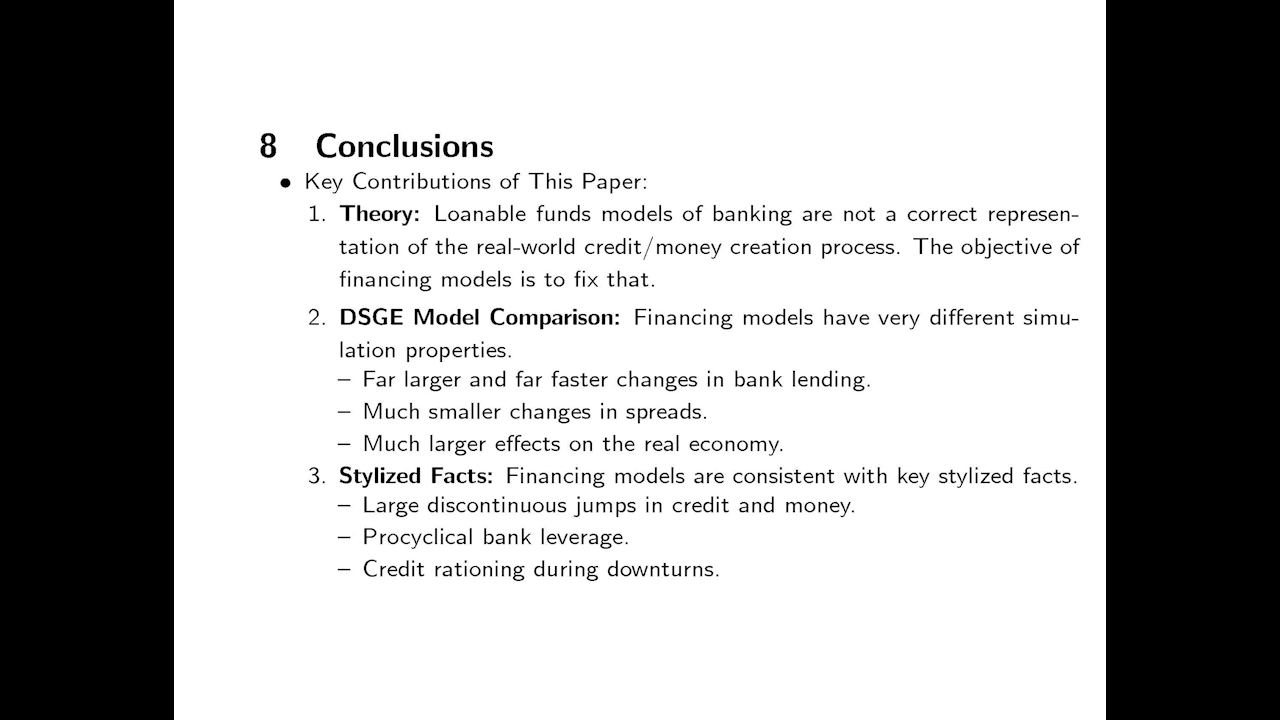 8 Conclusions
• Key Contributions of This Paper:
1. Theory: Loanable funds models of banking are not a correct represen-
tation of the real-world credit/money creation process. The objective of
financing models is to fix that.
2. DSGE Model Comparison: Financing models have very different simu-
lation properties.
– Far larger and far faster changes in bank lending.
– Much smaller changes in spreads.
– Much larger effects on the real economy.
3. Stylized Facts: Financing models are consistent with key stylized facts.
– Large discontinuous jumps in credit and money.
– Procyclical bank leverage.
– Credit rationing during downturns.